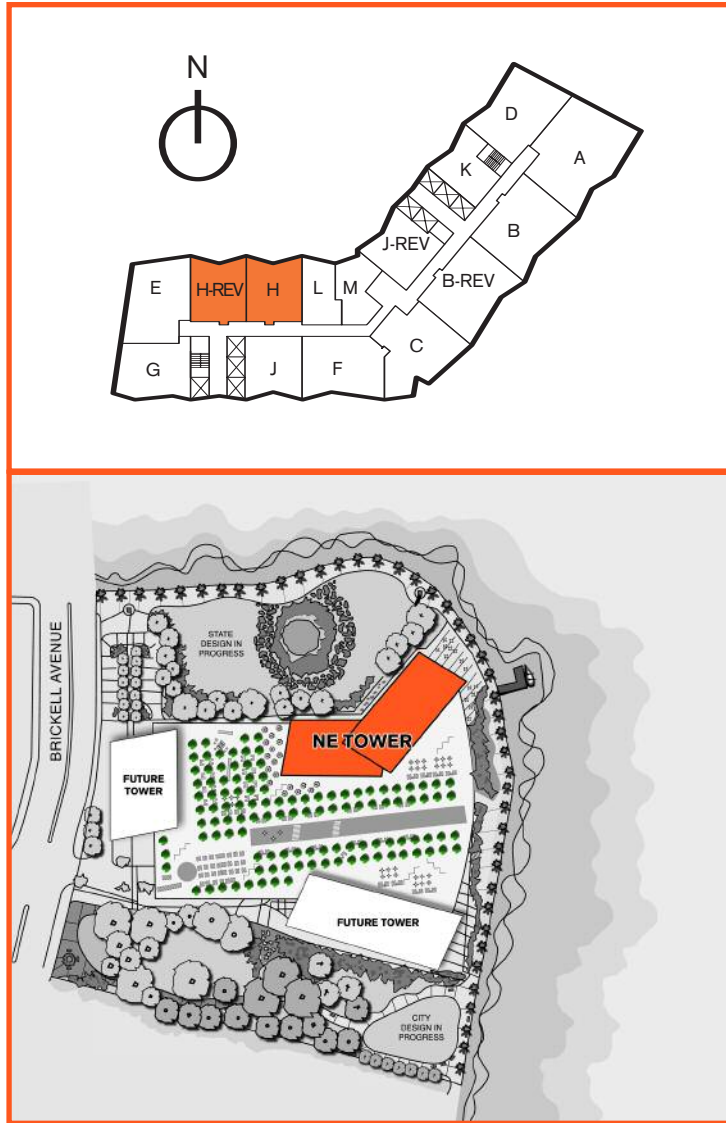 N
D
A
K
B
J-REV
B-REV
E
H-REV
H
L
M
C
G
J
F
BRICKELL AVENUE
STATE
DESIGN IN
PROGRESS
NE TOWER
FUTURE
TOWER
FUTURE TOWER
CITY
DESIGN IN
PROGRESS